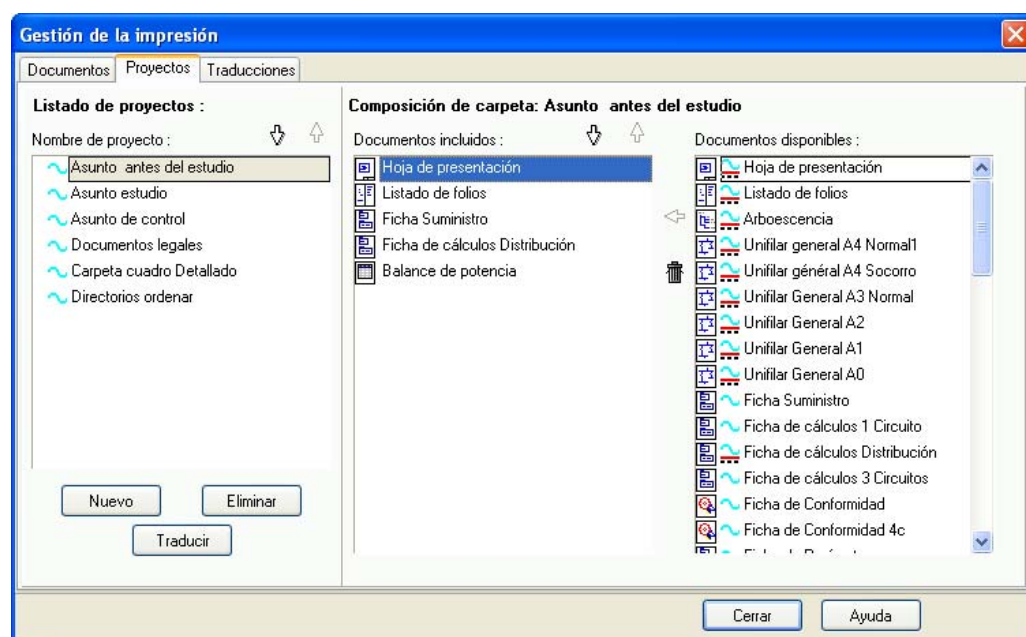 Gestión de la impresión
Documentos Proyectos Traducciones
Listado de proyectos :
Nombre de proyecto :
Asunto antes del estudio
Asunto estudio
Asunto de control
Documentos legales
Carpeta cuadro Detallado
Directorios ordenar
Nuevo Eliminar
Traducir
Composición de carpeta: Asunto antes del estudio
Documentos incluidos :
Hoja de presentación
Listado de folios
Ficha Suministro
Ficha de cálculos Distribución
Balance de potencia
Documentos disponibles :
Hoja de presentación
Listado de folios
Arboescencia
Unifilar general A4 Normal1
Unifilar généràl A4 Socorro
Unifilar General A3 Normal
Unifilar General A2
Unifilar General A1
Unifilar General A0
Ficha Suministro
Ficha de cálculos 1 Circuito
Ficha de cálculos Distribución
Ficha de cálculos 3 Circuitos
Ficha de Conformidad
Ficha de Conformidad 4c
Cerrar Ayuda